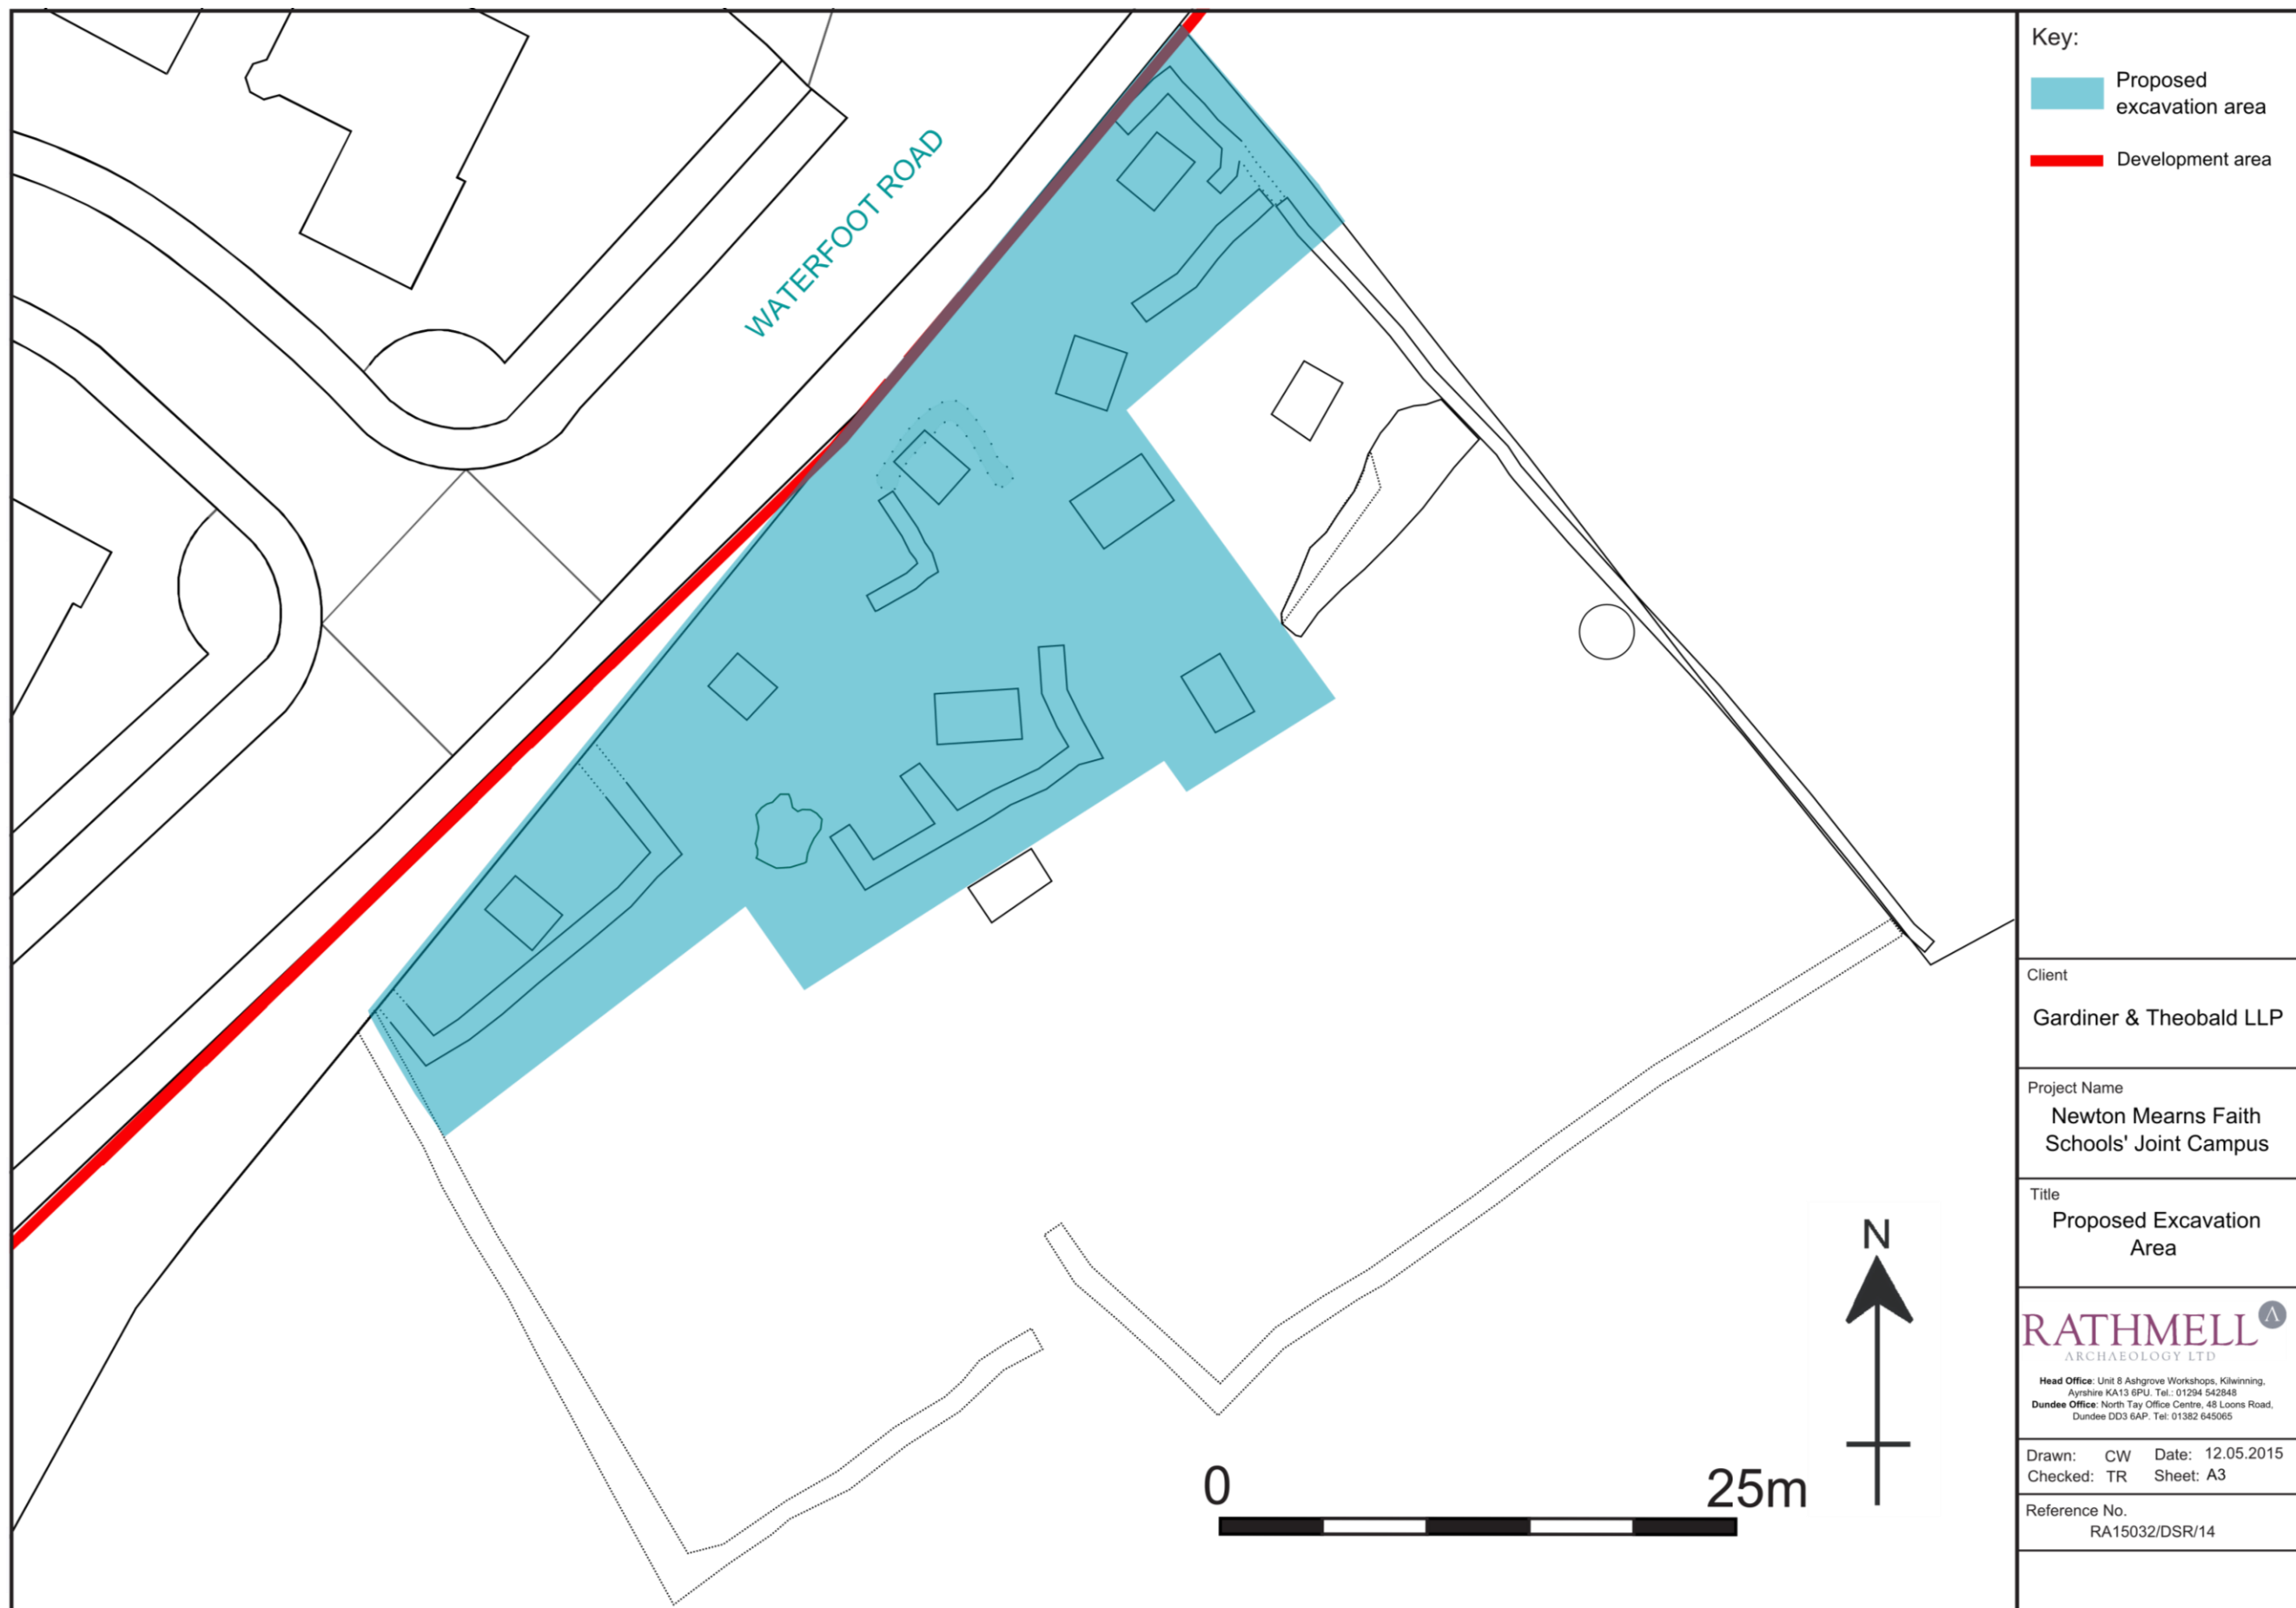 WATERFOOT ROAD
0
25m
N
Key:
Proposed
excavation area
Development area
Client
Gardiner & Theobald LLP
Project Name
Newton Mearns Faith
Schools' Joint Campus
Title
Proposed Excavation
Area
RATHMELL
ARCHAEOLOGY LTD
Head Office: Unit 8 Ashgrove Workshops, Kilwinning,
Ayrshire KA13 6PU. Tel.: 01294 542848
Dundee Office: North Tay Office Centre, 48 Loons Road,
Dundee DD3 6AP. Tel: 01382 645065
Drawn: CW Date: 12.05.2015
Checked: TR Sheet: A3
Reference No.
RA15032/DSR/14